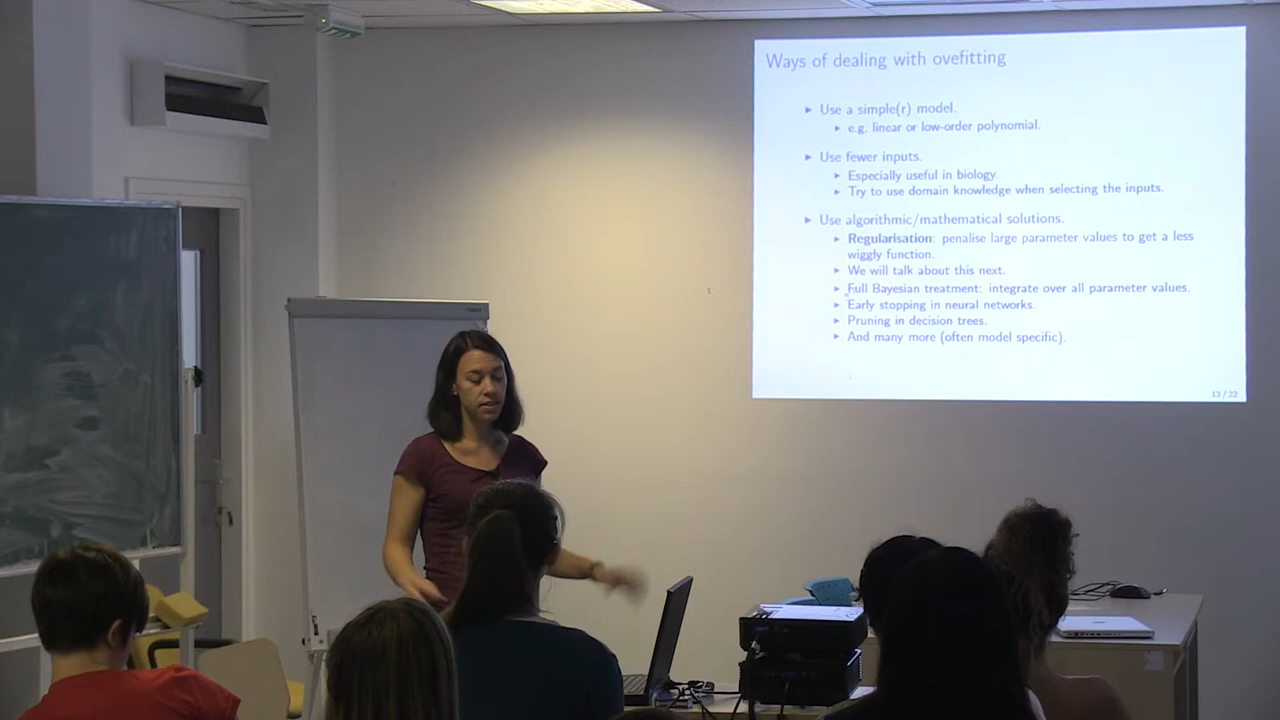 Ways of dealing with ovefitting
▸ Use a simple(r) model.
▸ e.g. linear or low-order polynomial.
▸ Use fewer inputs.
▸ Especially useful in biology.
▸ Try to use domain knowledge when selecting the inputs.
▸ Use algorithmic/mathematical solutions.
▸ Regularisation: penalise large parameter values to get a less
wiggly function.
▸ We will talk about this next.
▸ Full Bayesian treatment: integrate over all parameter values.
▸ Early stopping in neural networks.
▸ Pruning in decision trees.
▸ And many more (often model specific).
13 / 22